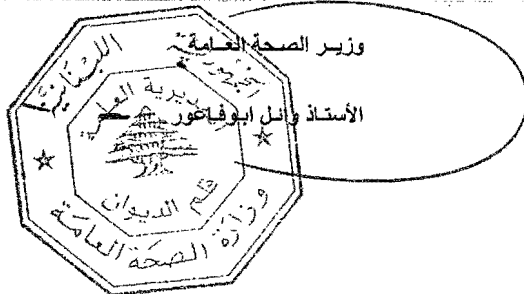 وزير الصحة العامة
الأستاذ وائل ابوفاعور
الجمهورية اللبنانية
المديرية العامة
قلم الديوان
وزارة الصحة العامة